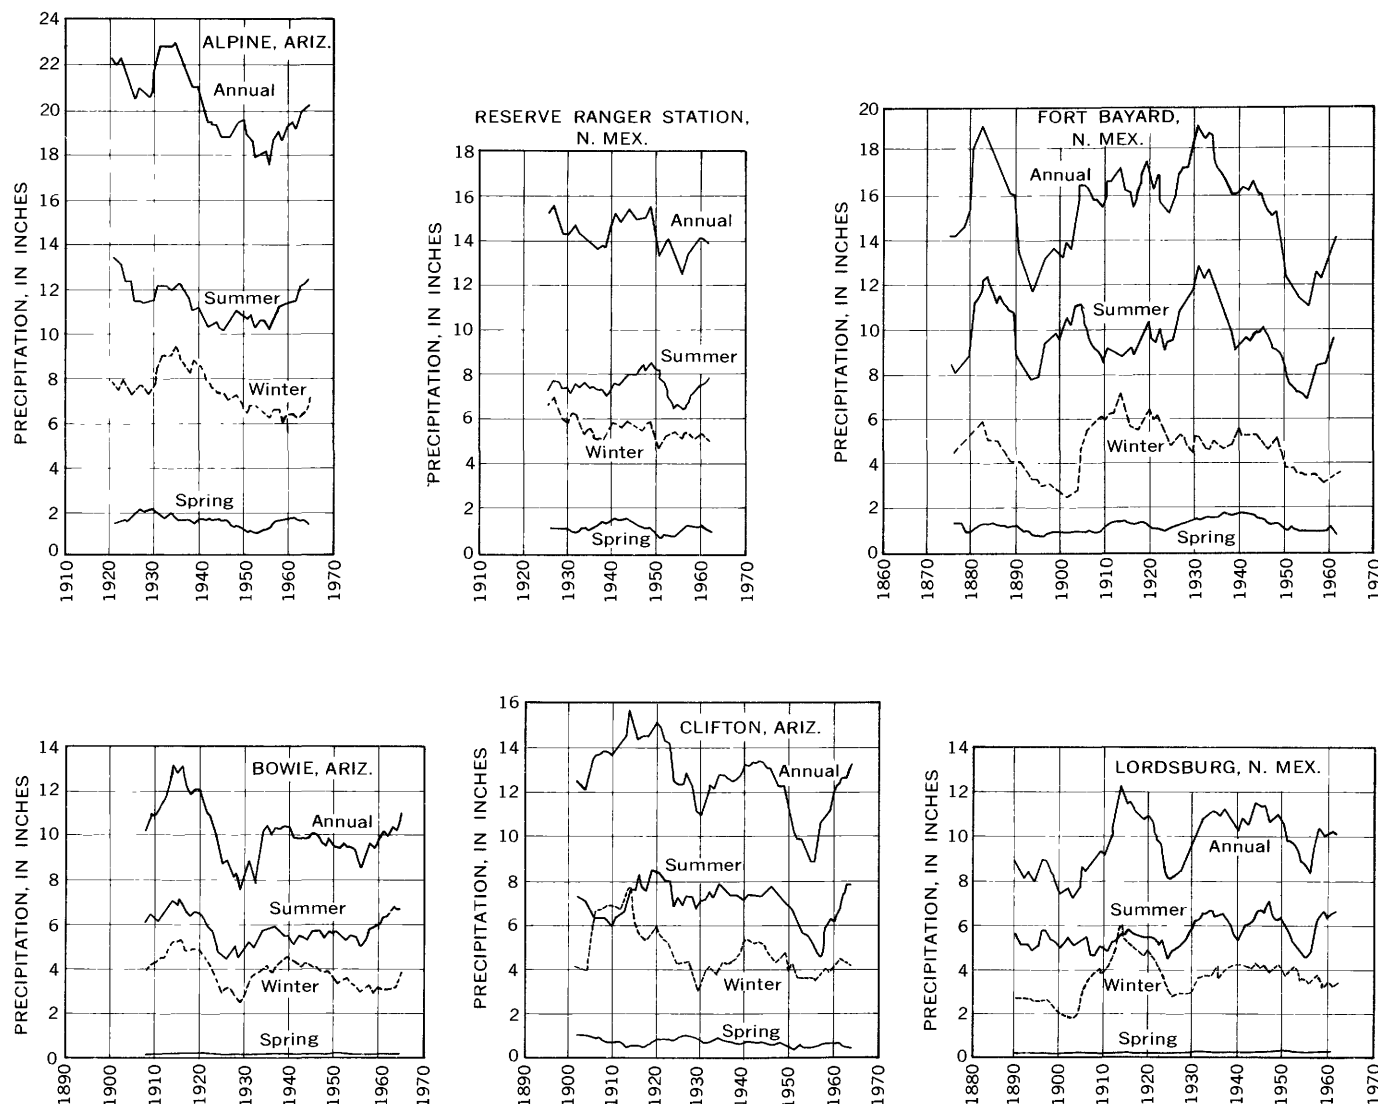 ALPINE, ARIZ.
PRECIPITATION, IN INCHES
24
22
20
18
16
14
12
10
8
6
4
2
0
Annual
Summer
Winter
Spring
1910 1920 1930 1940 1950 1960 1970
RESERVE RANGER STATION,
N. MEX.
PRECIPITATION, IN INCHES
18
16
14
12
10
8
6
4
2
0
Annual
Summer
Winter
Spring
1910 1920 1930 1940 1950 1960 1970
FORT BAYARD,
N. MEX.
PRECIPITATION, IN INCHES
20
18
16
14
12
10
8
6
4
2
0
Annual
Summer
Winter
Spring
1860 1870 1880 1890 1900 1910 1920 1930 1940 1950 1960 1970
BOWIE, ARIZ.
PRECIPITATION, IN INCHES
14
12
10
8
6
4
2
0
Annual
Summer
Winter
Spring
1890 1900 1910 1920 1930 1940 1950 1960 1970
CLIFTON, ARIZ.
PRECIPITATION, IN INCHES
16
14
12
10
8
6
4
2
0
Annual
Summer
Winter
Spring
1890 1900 1910 1920 1930 1940 1950 1960 1970
LORDSBURG, N. MEX.
PRECIPITATION, IN INCHES
14
12
10
8
6
4
2
0
Annual
Summer
Winter
Spring
1880 1890 1900 1910 1920 1930 1940 1950 1960 1970